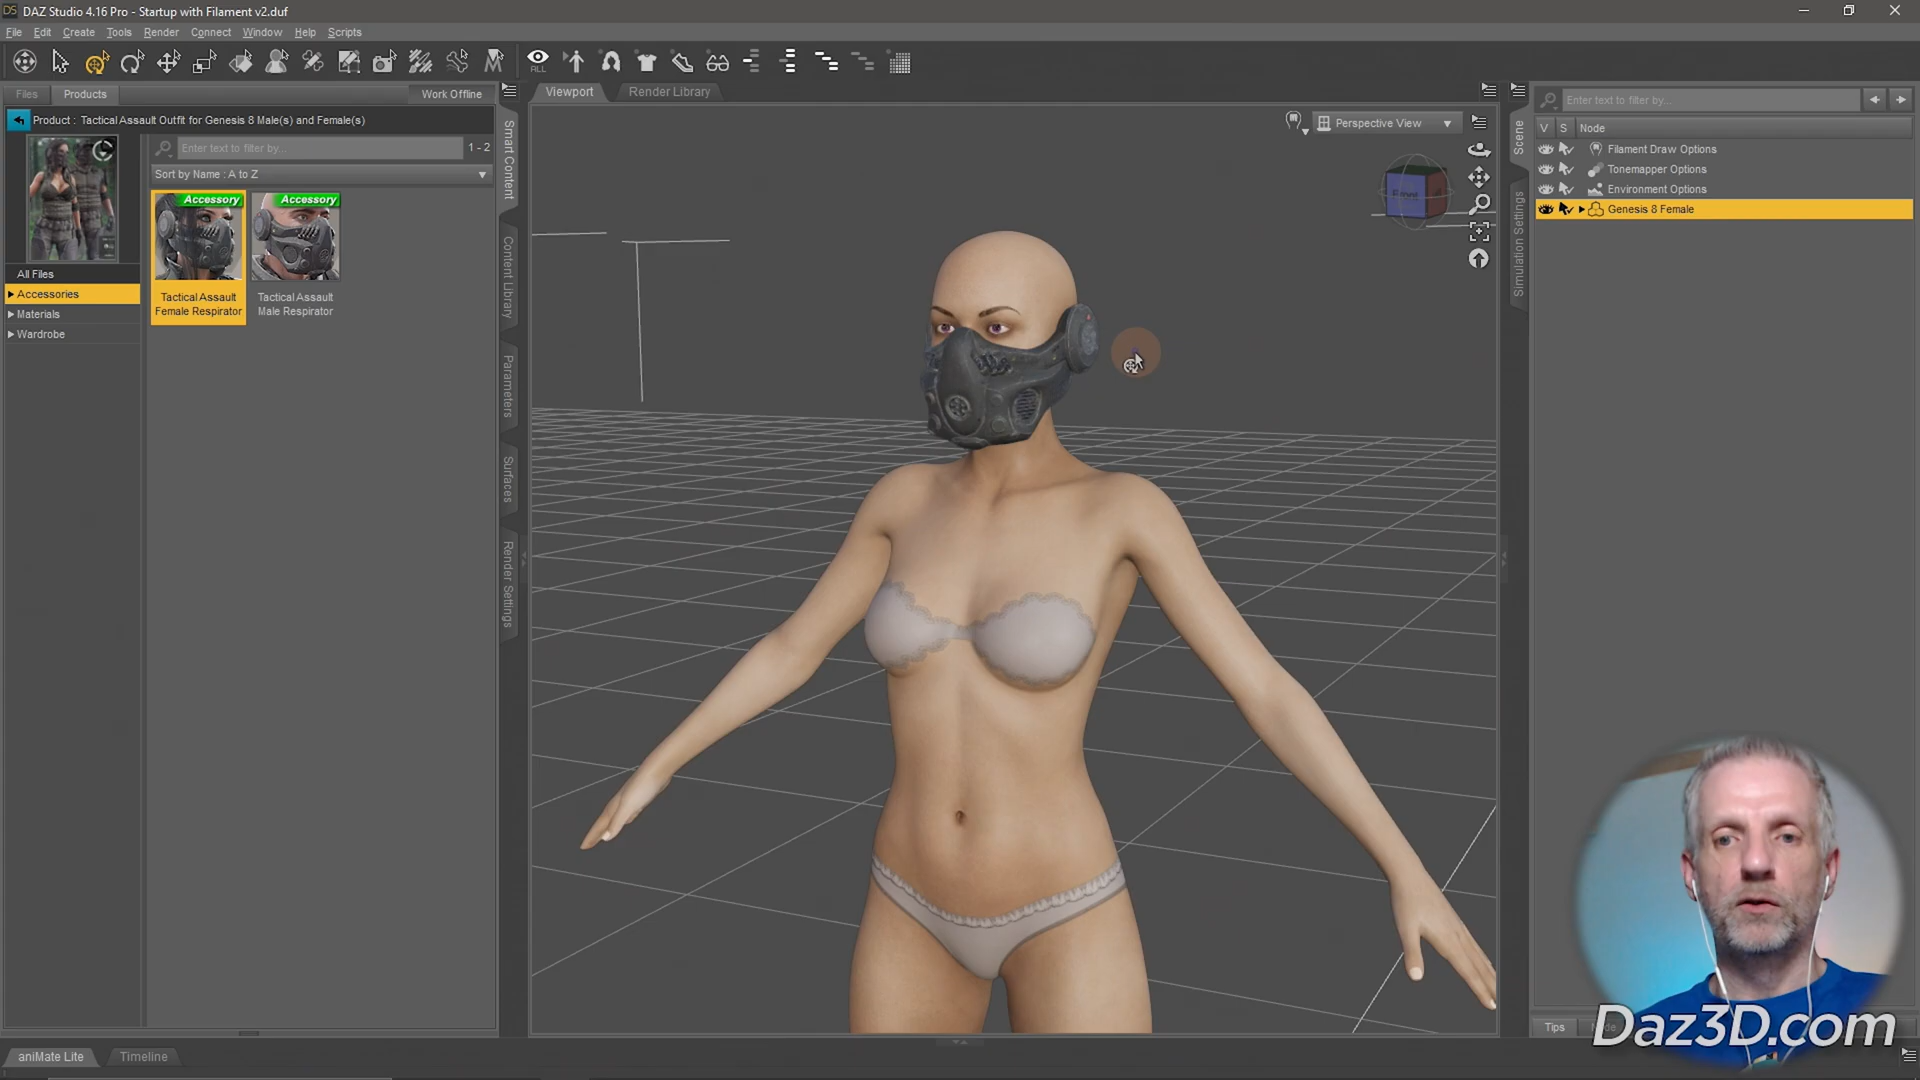 DAZ Studio 4.16 Pro - Startup with Filament v2.duf
File Edit Create Tools Render Connect Window Help Scripts
ALL
Files Products Work Offline
Product : Tactical Assault Outfit for Genesis 8 Male(s) and Female(s)
Enter text to filter by... 1 - 2
Sort by Name : A to Z
All Files
Accessories
Materials
Wardrobe
Accessory
Tactical Assault
Female Respirator
Accessory
Tactical Assault
Male Respirator
Smart Content
Content Library
Parameters
Surfaces
Render Settings
Viewport Render Library
Perspective View
Front
Scene
Simulation Settings
Enter text to filter by...
V S Node
Filament Draw Options
Tonemapper Options
Environment Options
Genesis 8 Female
Tips
Daz3D.com
aniMate Lite Timeline